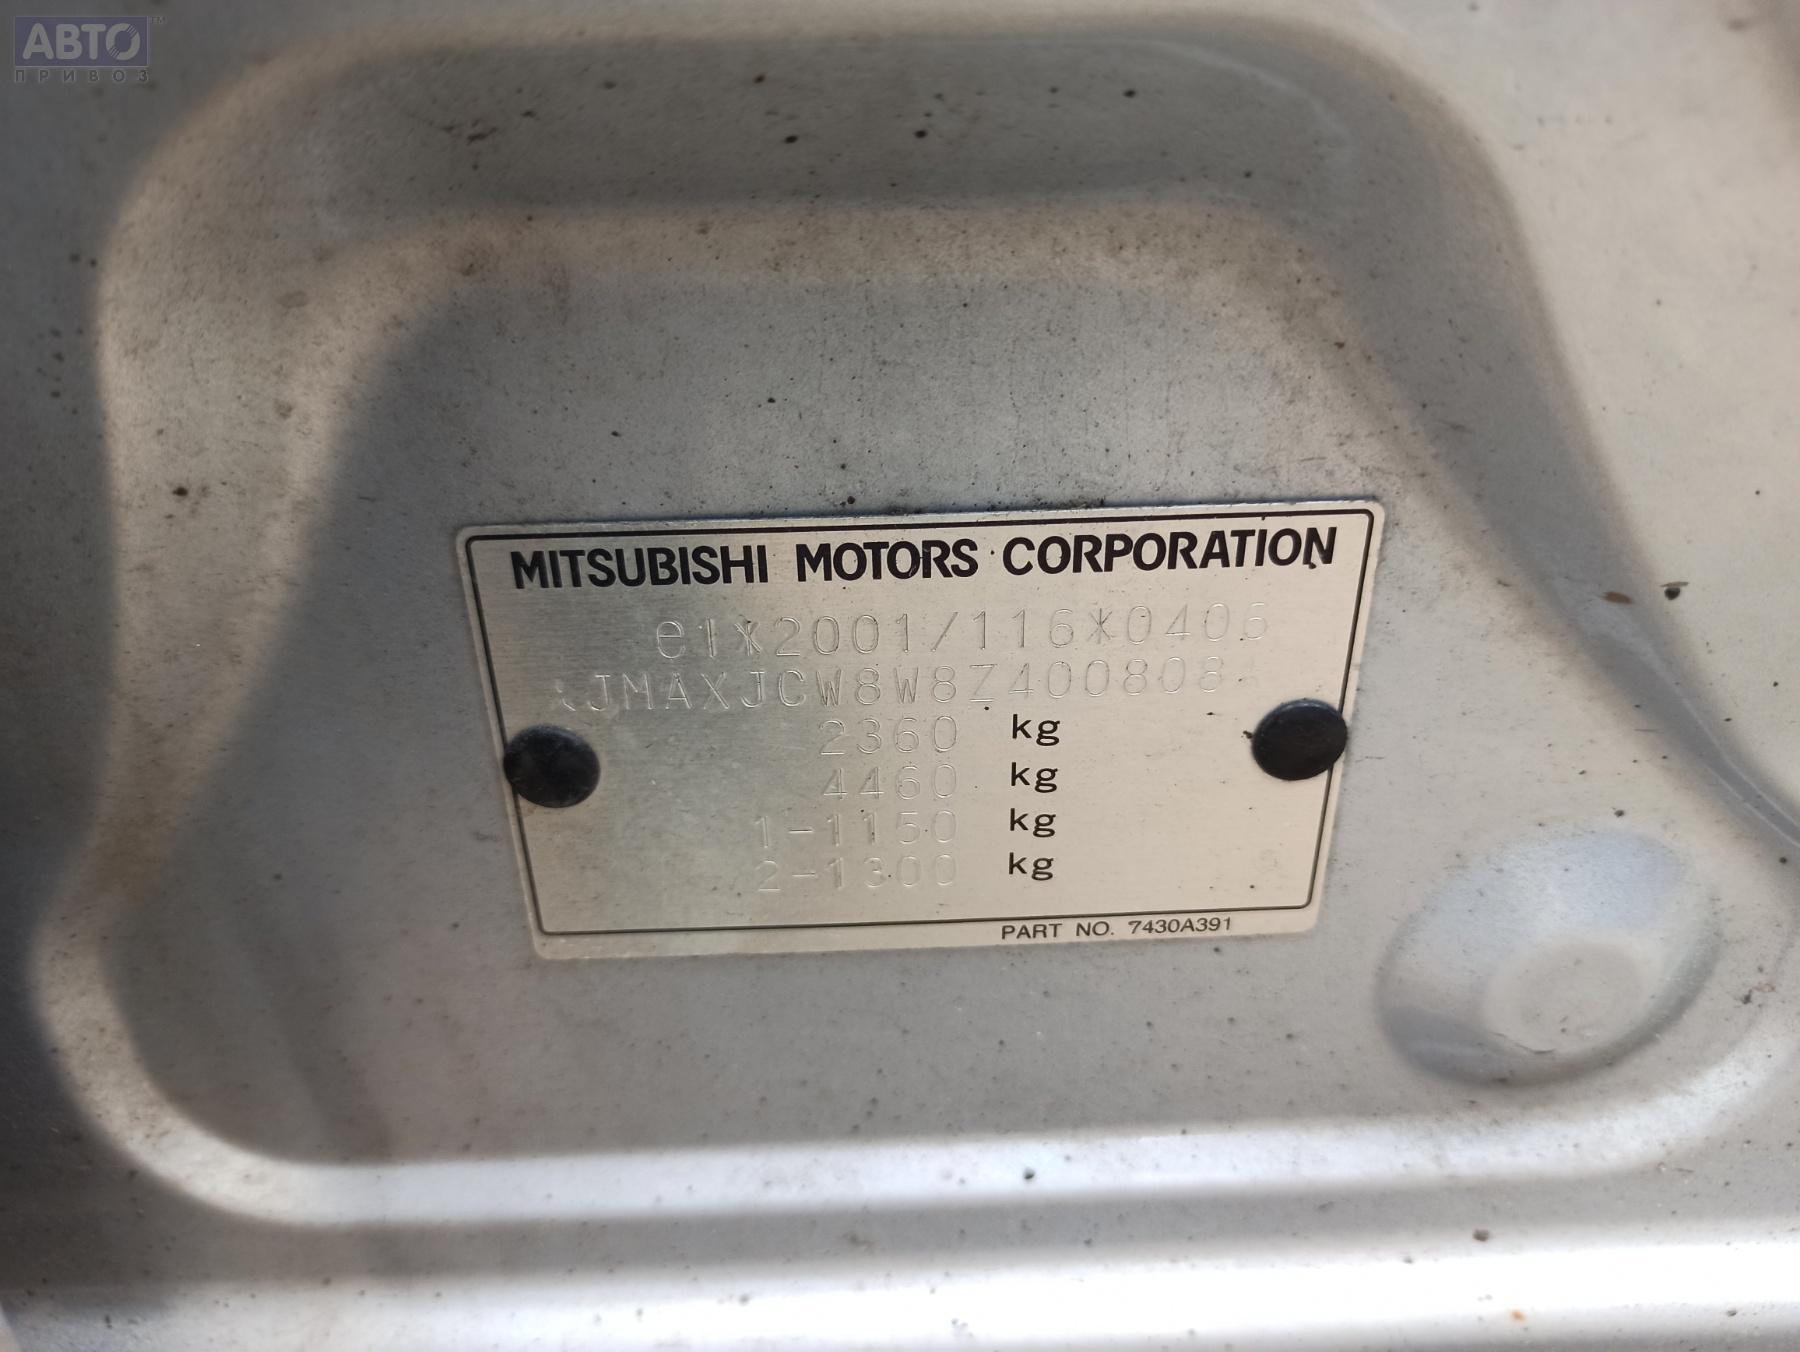 АВТО™
ПРИВОЗ
MITSUBISHI MOTORS CORPORATION
e1*2001/116*0406
JMAXJCW8W8Z400808
2360 kg
4460 kg
1-1150 kg
2-1300 kg
PART NO. 7430A391